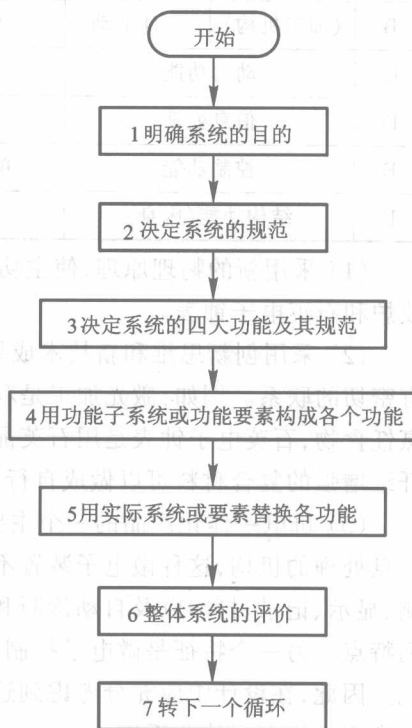 开始
1明确系统的目的
2决定系统的规范
3决定系统的四大功能及其规范
4用功能子系统或功能要素构成各个功能
5用实际系统或要素替换各功能
6整体系统的评价
7转下一个循环